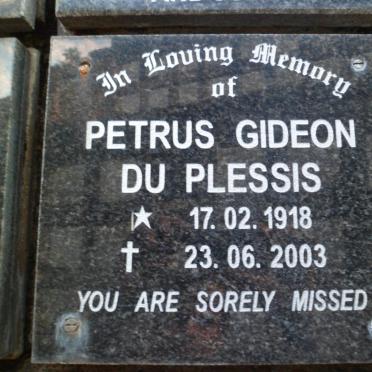 In Loving Memory
of
PETRUS GIDEON
DU PLESSIS
★ 17. 02. 1918
✝ 23. 06. 2003
YOU ARE SORELY MISSED